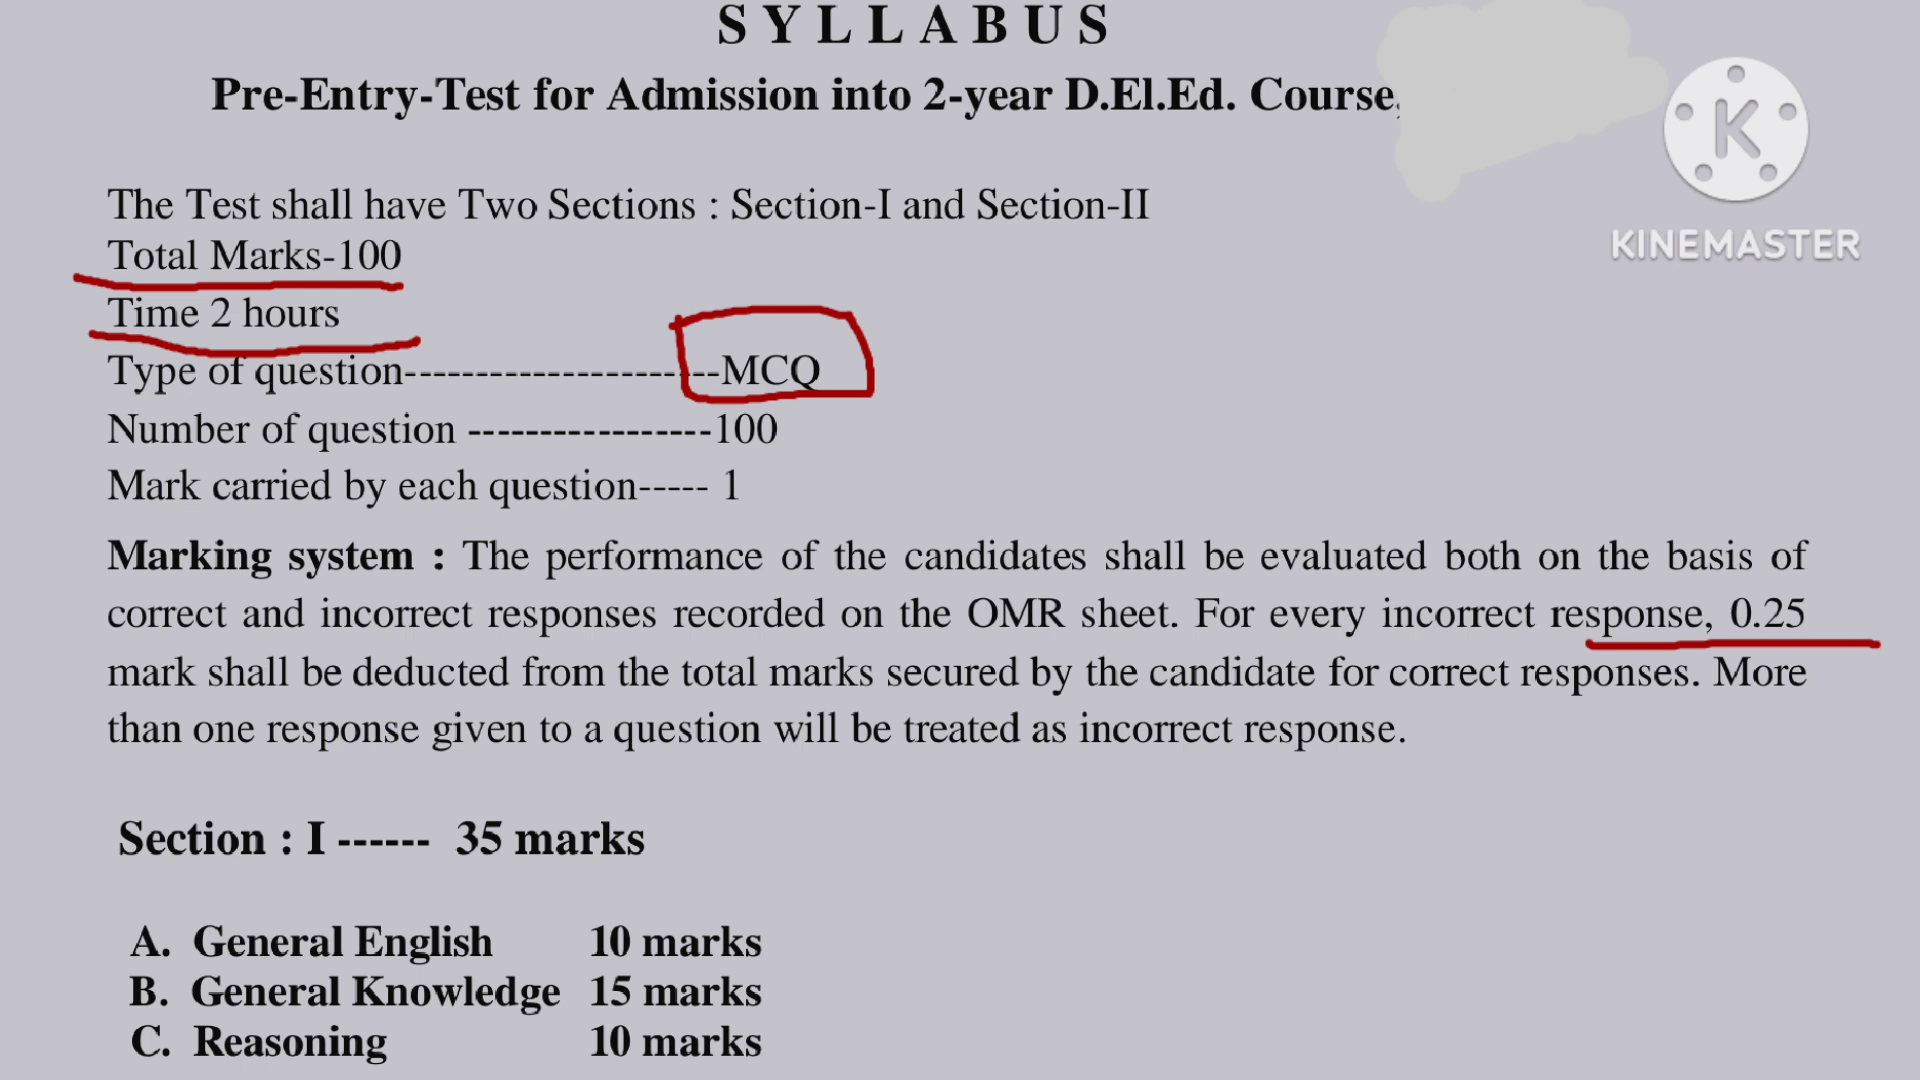 SYLLABUS
Pre-Entry-Test for Admission into 2-year D.El.Ed. Course,
The Test shall have Two Sections : Section-I and Section-II
Total Marks-100
Time 2 hours
Type of question----------------------MCQ
Number of question -----------------100
Mark carried by each question----- 1
Marking system : The performance of the candidates shall be evaluated both on the basis of
correct and incorrect responses recorded on the OMR sheet. For every incorrect response, 0.25
mark shall be deducted from the total marks secured by the candidate for correct responses. More
than one response given to a question will be treated as incorrect response.
Section : I ------ 35 marks
A. General English 10 marks
B. General Knowledge 15 marks
C. Reasoning 10 marks
K
KINEMASTER